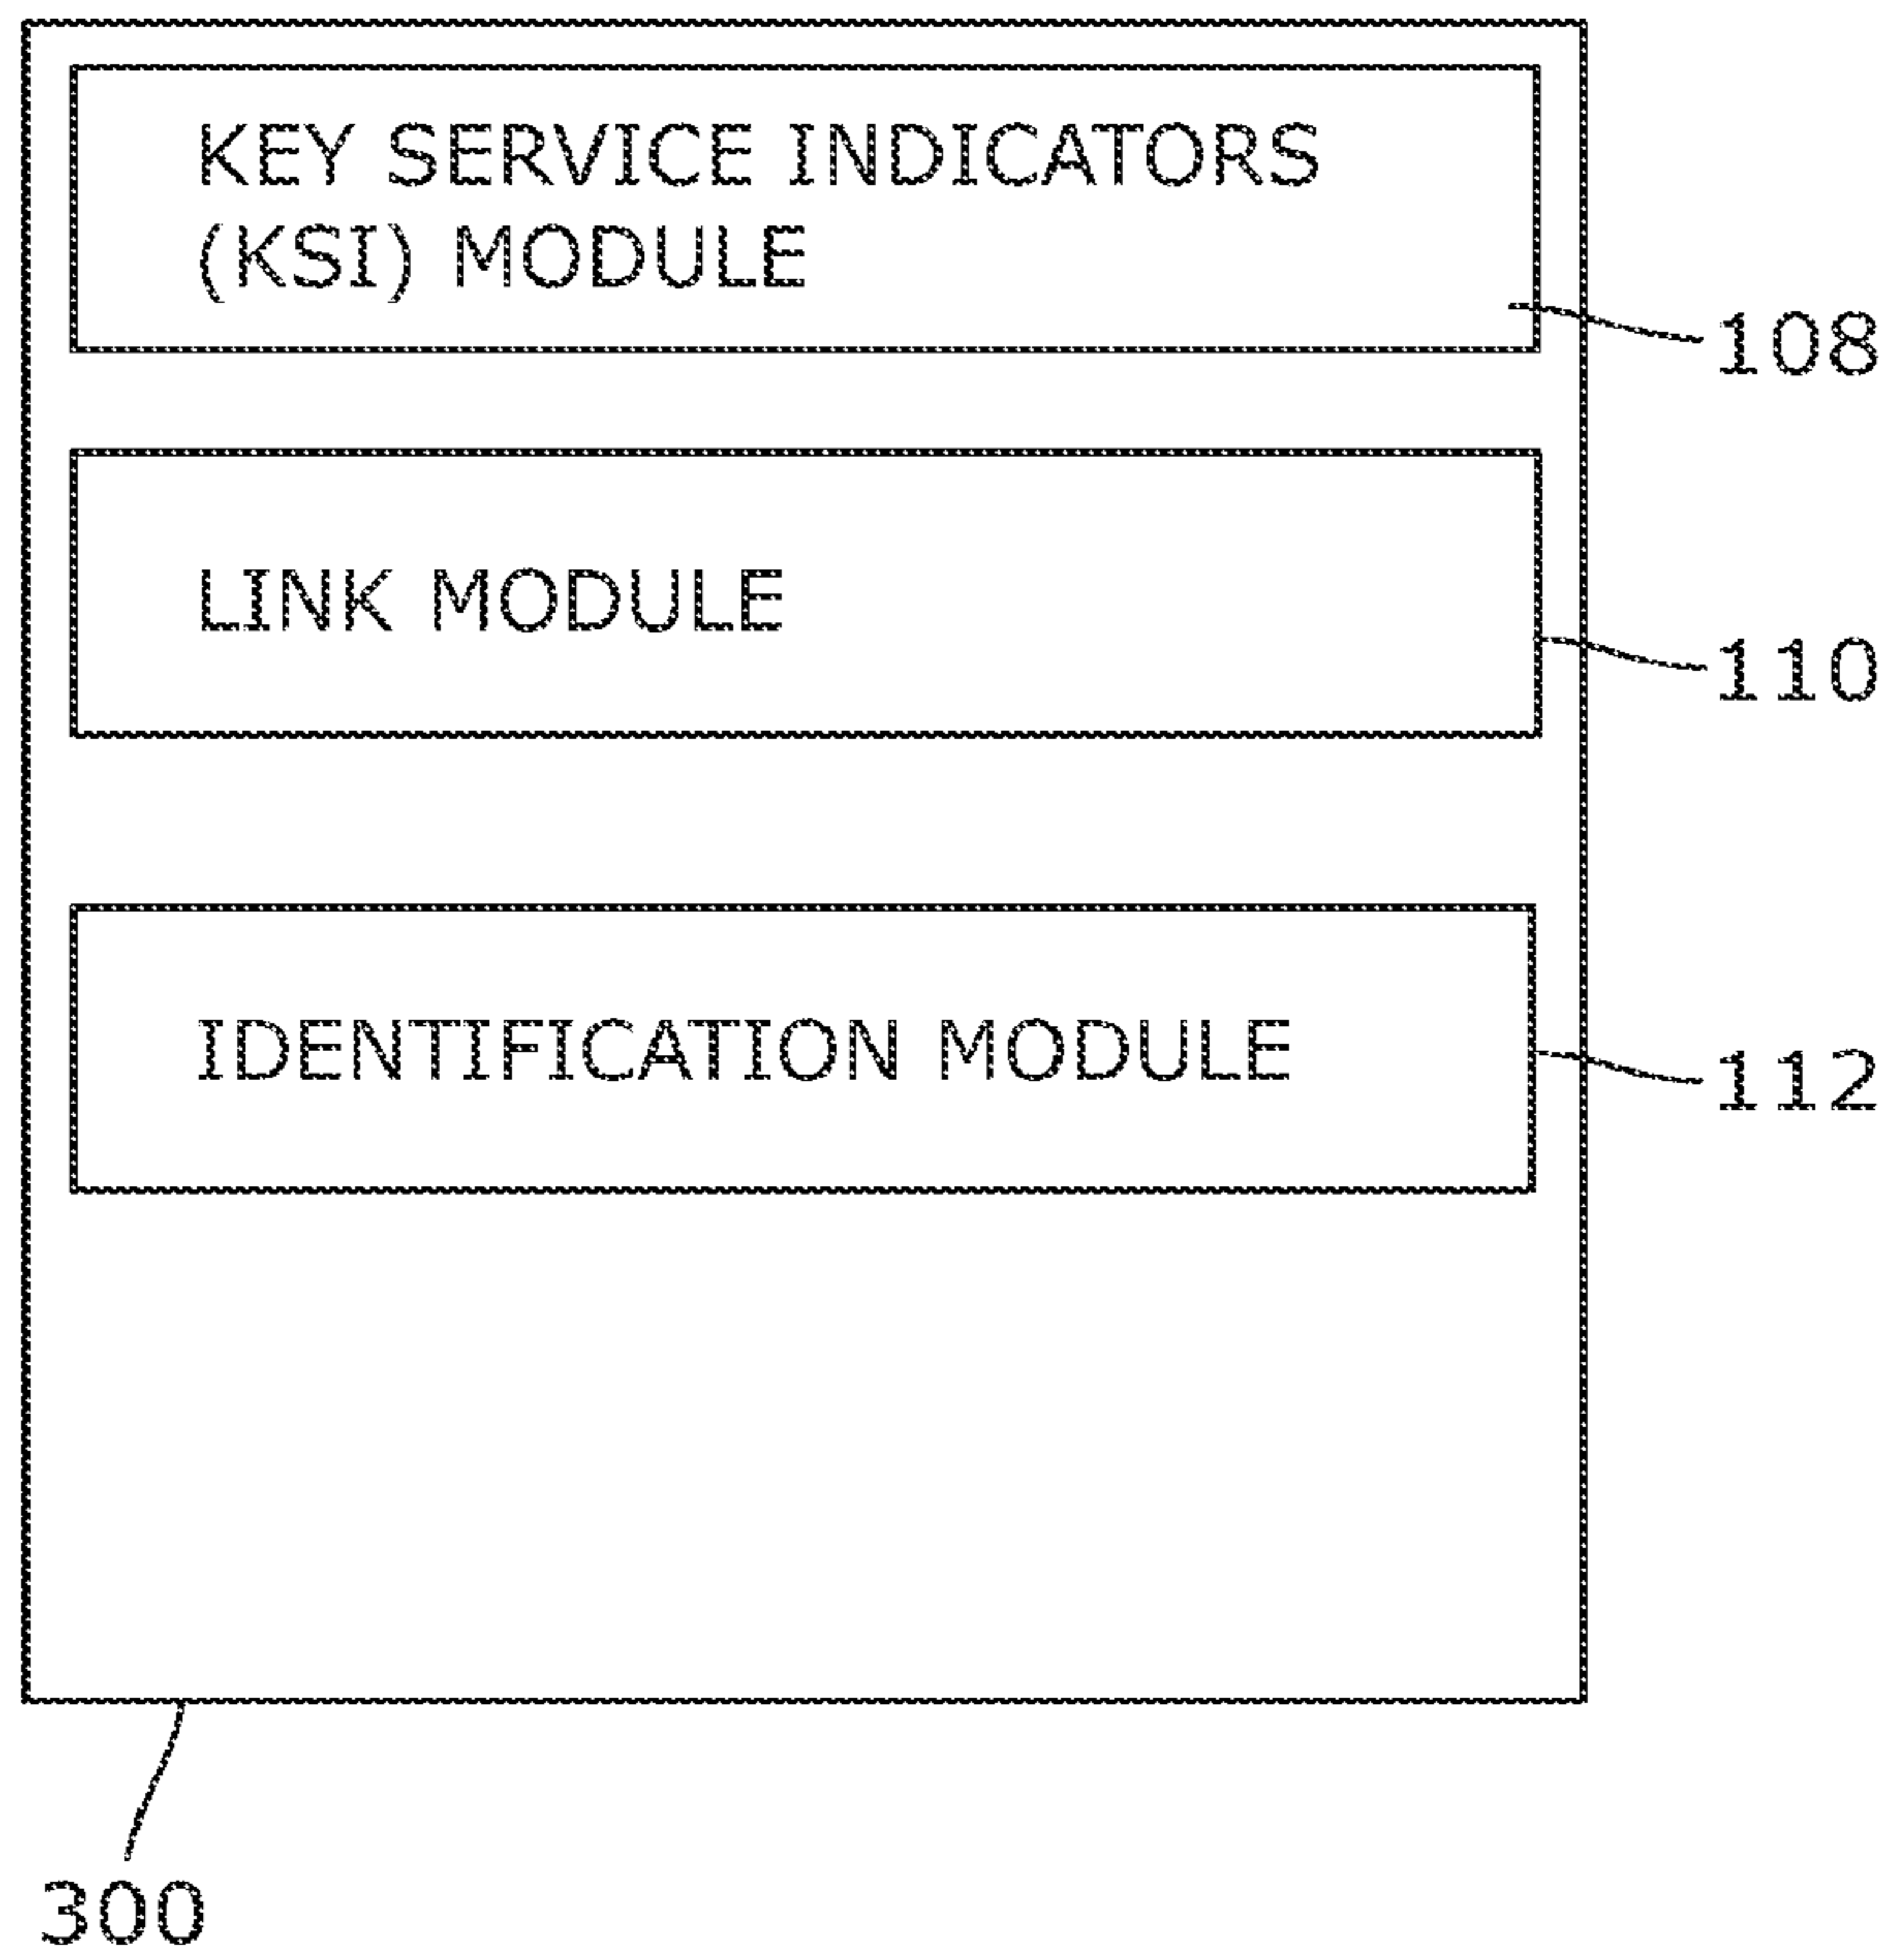 KEY SERVICE INDICATORS
(KSI) MODULE
108
LINK MODULE
110
IDENTIFICATION MODULE
112
300